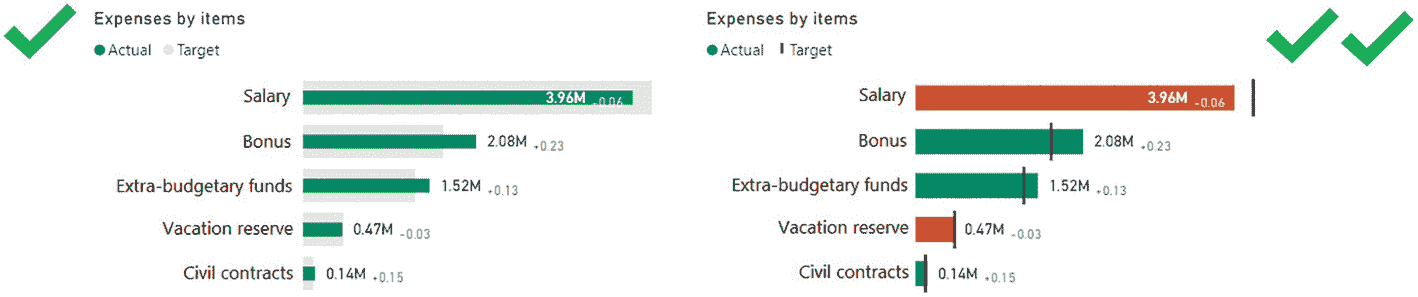 Expenses by items
Actual Target
Salary 3.96M -0.06
Bonus 2.08M +0.23
Extra-budgetary funds 1.52M +0.13
Vacation reserve 0.47M -0.03
Civil contracts 0.14M +0.15
Expenses by items
Actual Target
Salary 3.96M -0.06
Bonus 2.08M +0.23
Extra-budgetary funds 1.52M +0.13
Vacation reserve 0.47M -0.03
Civil contracts 0.14M +0.15